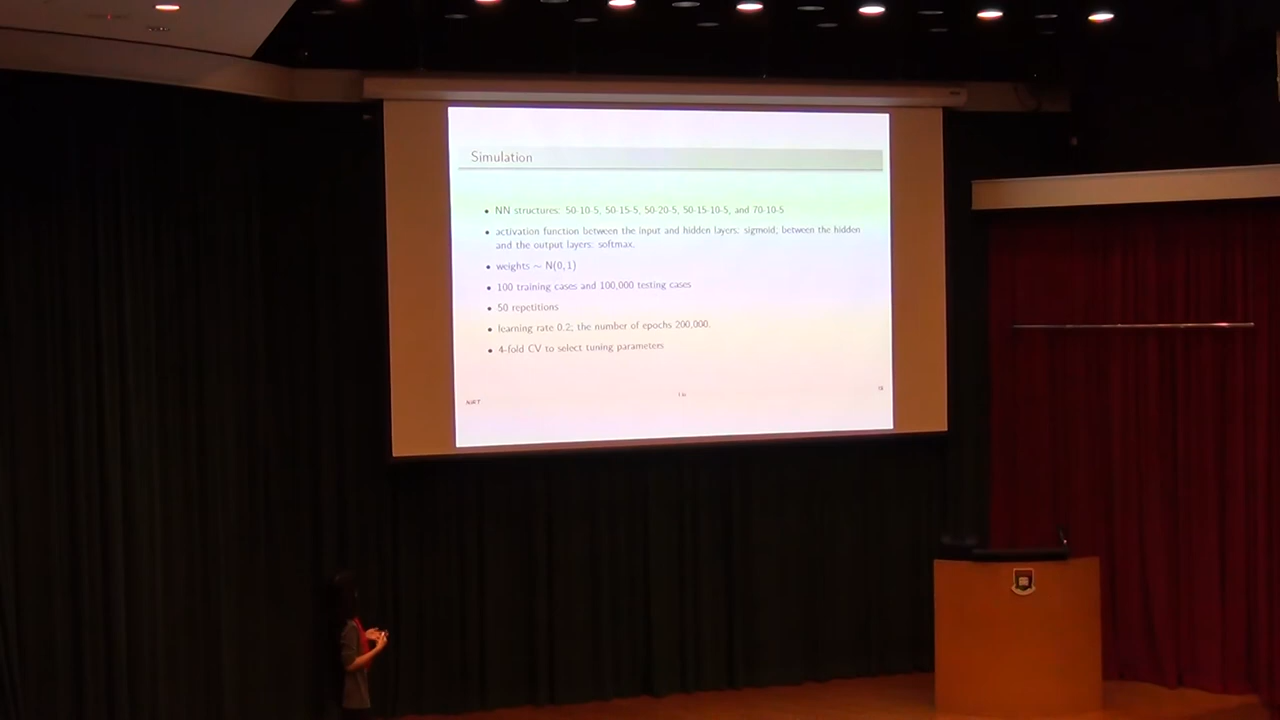 Simulation
• NN structures: 50-10-5, 50-15-5, 50-20-5, 50-15-10-5, and 70-10-5
• activation function between the input and hidden layers: sigmoid; between the hidden
and the output layers: softmax.
• weights ~ N(0, 1)
• 100 training cases and 100,000 testing cases
• 50 repetitions
• learning rate 0.2; the number of epochs 200,000.
• 4-fold CV to select tuning parameters